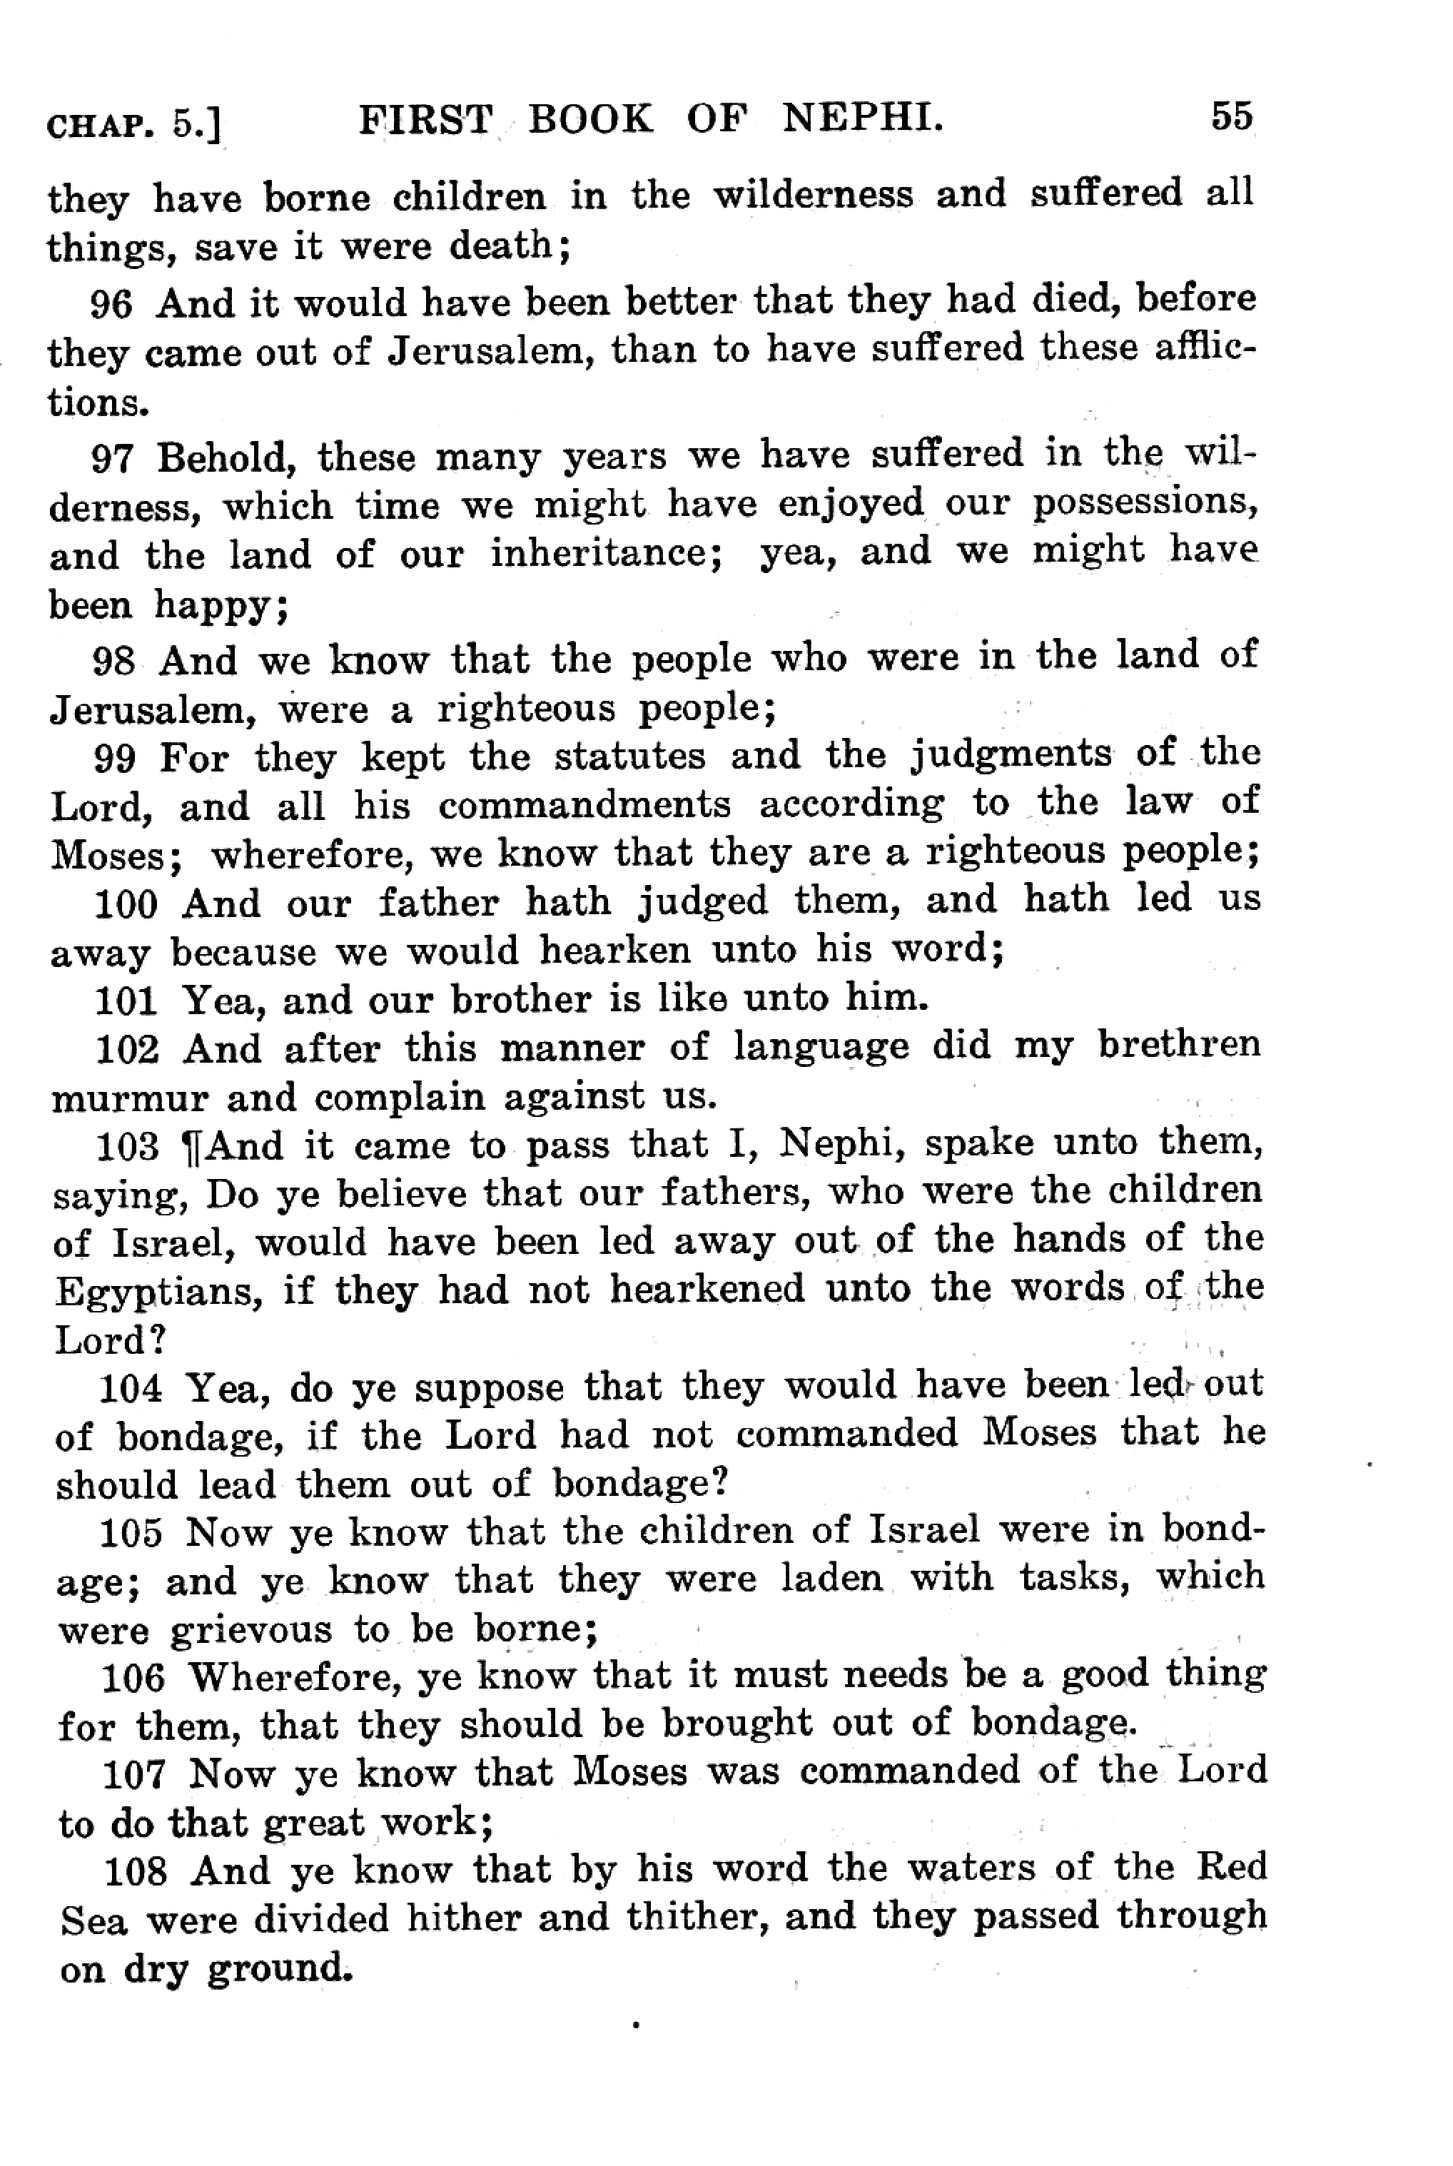 CHAP. 5.] FIRST BOOK OF NEPHI. 55
they have borne children in the wilderness and suffered all
things, save it were death;
96 And it would have been better that they had died, before
they came out of Jerusalem, than to have suffered these afflic-
tions.
97 Behold, these many years we have suffered in the wil-
derness, which time we might have enjoyed our possessions,
and the land of our inheritance; yea, and we might have
been happy;
98 And we know that the people who were in the land of
Jerusalem, were a righteous people;
99 For they kept the statutes and the judgments of the
Lord, and all his commandments according to the law of
Moses; wherefore, we know that they are a righteous people;
100 And our father hath judged them, and hath led us
away because we would hearken unto his word;
101 Yea, and our brother is like unto him.
102 And after this manner of language did my brethren
murmur and complain against us.
103 ¶And it came to pass that I, Nephi, spake unto them,
saying, Do ye believe that our fathers, who were the children
of Israel, would have been led away out of the hands of the
Egyptians, if they had not hearkened unto the words of the
Lord?
104 Yea, do ye suppose that they would have been led out
of bondage, if the Lord had not commanded Moses that he
should lead them out of bondage?
105 Now ye know that the children of Israel were in bond-
age; and ye know that they were laden with tasks, which
were grievous to be borne;
106 Wherefore, ye know that it must needs be a good thing
for them, that they should be brought out of bondage.
107 Now ye know that Moses was commanded of the Lord
to do that great work;
108 And ye know that by his word the waters of the Red
Sea were divided hither and thither, and they passed through
on dry ground.